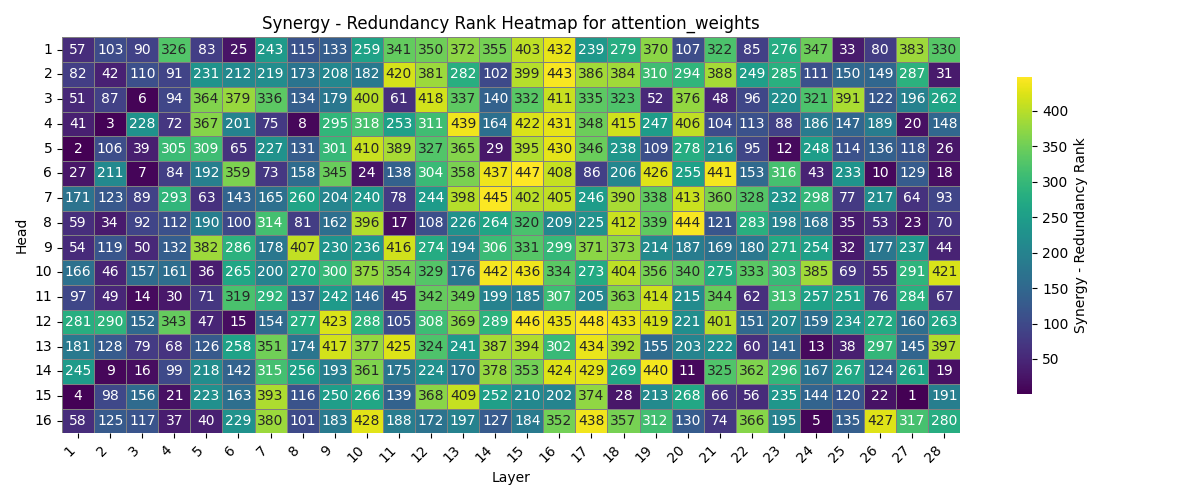 Synergy - Redundancy Rank Heatmap for attention_weights
1 57 103 90 326 83 25 243 115 133 259 341 350 372 355 403 432 239 279 370 107 322 85 276 347 33 80 383 330
2 82 42 110 91 231 212 219 173 208 182 420 381 282 102 399 443 386 384 310 294 388 249 285 111 150 149 287 31
3 51 87 6 94 364 379 336 134 179 400 61 418 337 140 332 411 335 323 52 376 48 96 220 321 391 122 196 262
4 41 3 228 72 367 201 75 8 295 318 253 311 439 164 422 431 348 415 247 406 104 113 88 186 147 189 20 148
5 2 106 39 305 309 65 227 131 301 410 389 327 365 29 395 430 346 238 109 278 216 95 12 248 114 136 118 26
6 27 211 7 84 192 359 73 158 345 24 138 304 358 437 447 408 86 206 426 255 441 153 316 43 233 10 129 18
7 171 123 89 293 63 143 165 260 204 240 78 244 398 445 402 405 246 390 338 413 360 328 232 298 77 217 64 93
8 59 34 92 112 190 100 314 81 162 396 17 108 226 264 320 209 225 412 339 444 121 283 198 168 35 53 23 70
9 54 119 50 132 382 286 178 407 230 236 416 274 194 306 331 299 371 373 214 187 169 180 271 254 32 177 237 44
10 166 46 157 161 36 265 200 270 300 375 354 329 176 442 436 334 273 404 356 340 275 333 303 385 69 55 291 421
11 97 49 14 30 71 319 292 137 242 146 45 342 349 199 185 307 205 363 414 215 344 62 313 257 251 76 284 67
12 281 290 152 343 47 15 154 277 423 288 105 308 369 289 446 435 448 433 419 221 401 151 207 159 234 272 160 263
13 181 128 79 68 126 258 351 174 417 377 425 324 241 387 394 302 434 392 155 203 222 60 141 13 38 297 145 397
14 245 9 16 99 218 142 315 256 193 361 175 224 170 378 353 424 429 269 440 11 325 362 296 167 267 124 261 19
15 4 98 156 21 223 163 393 116 250 266 139 368 409 252 210 202 374 28 213 268 66 56 235 144 120 22 1 191
16 58 125 117 37 40 229 380 101 183 428 188 172 197 127 184 352 438 357 312 130 74 366 195 5 135 427 317 280
1 2 3 4 5 6 7 8 9 10 11 12 13 14 15 16 17 18 19 20 21 22 23 24 25 26 27 28
Layer
Head
400
350
300
250
200
150
100
50
Synergy - Redundancy Rank